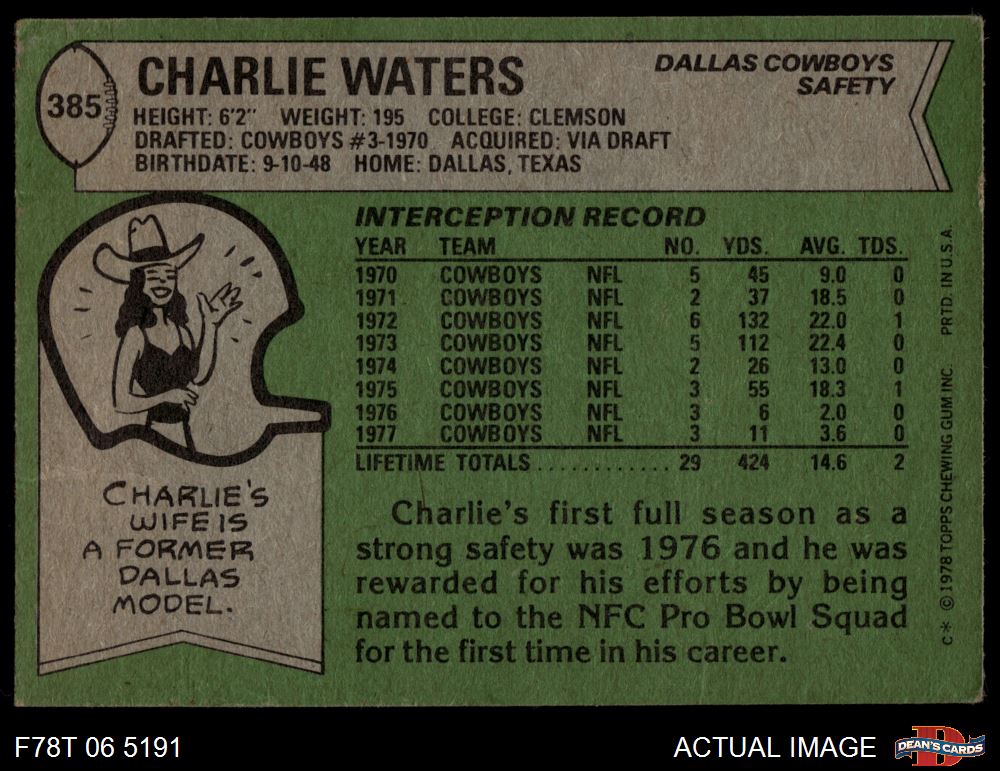 385
CHARLIE WATERS
DALLAS COWBOYS
SAFETY
HEIGHT: 6'2" WEIGHT: 195 COLLEGE: CLEMSON
DRAFTED: COWBOYS #3-1970 ACQUIRED: VIA DRAFT
BIRTHDATE: 9-10-48 HOME: DALLAS, TEXAS
INTERCEPTION RECORD
YEAR TEAM NO. YDS. AVG. TDS.
1970 COWBOYS NFL 5 45 9.0 0
1971 COWBOYS NFL 2 37 18.5 0
1972 COWBOYS NFL 6 132 22.0 1
1973 COWBOYS NFL 5 112 22.4 0
1974 COWBOYS NFL 2 26 13.0 0
1975 COWBOYS NFL 3 55 18.3 1
1976 COWBOYS NFL 3 6 2.0 0
1977 COWBOYS NFL 3 11 3.6 0
LIFETIME TOTALS............ 29 424 14.6 2
CHARLIE'S
WIFE IS
A FORMER
DALLAS
MODEL.
Charlie's first full season as a
strong safety was 1976 and he was
rewarded for his efforts by being
named to the NFC Pro Bowl Squad
for the first time in his career.
C* © 1978 TOPPS CHEWING GUM INC. PRTD. IN U.S.A.
F78T 06 5191
ACTUAL IMAGE
D
DEAN'S CARDS